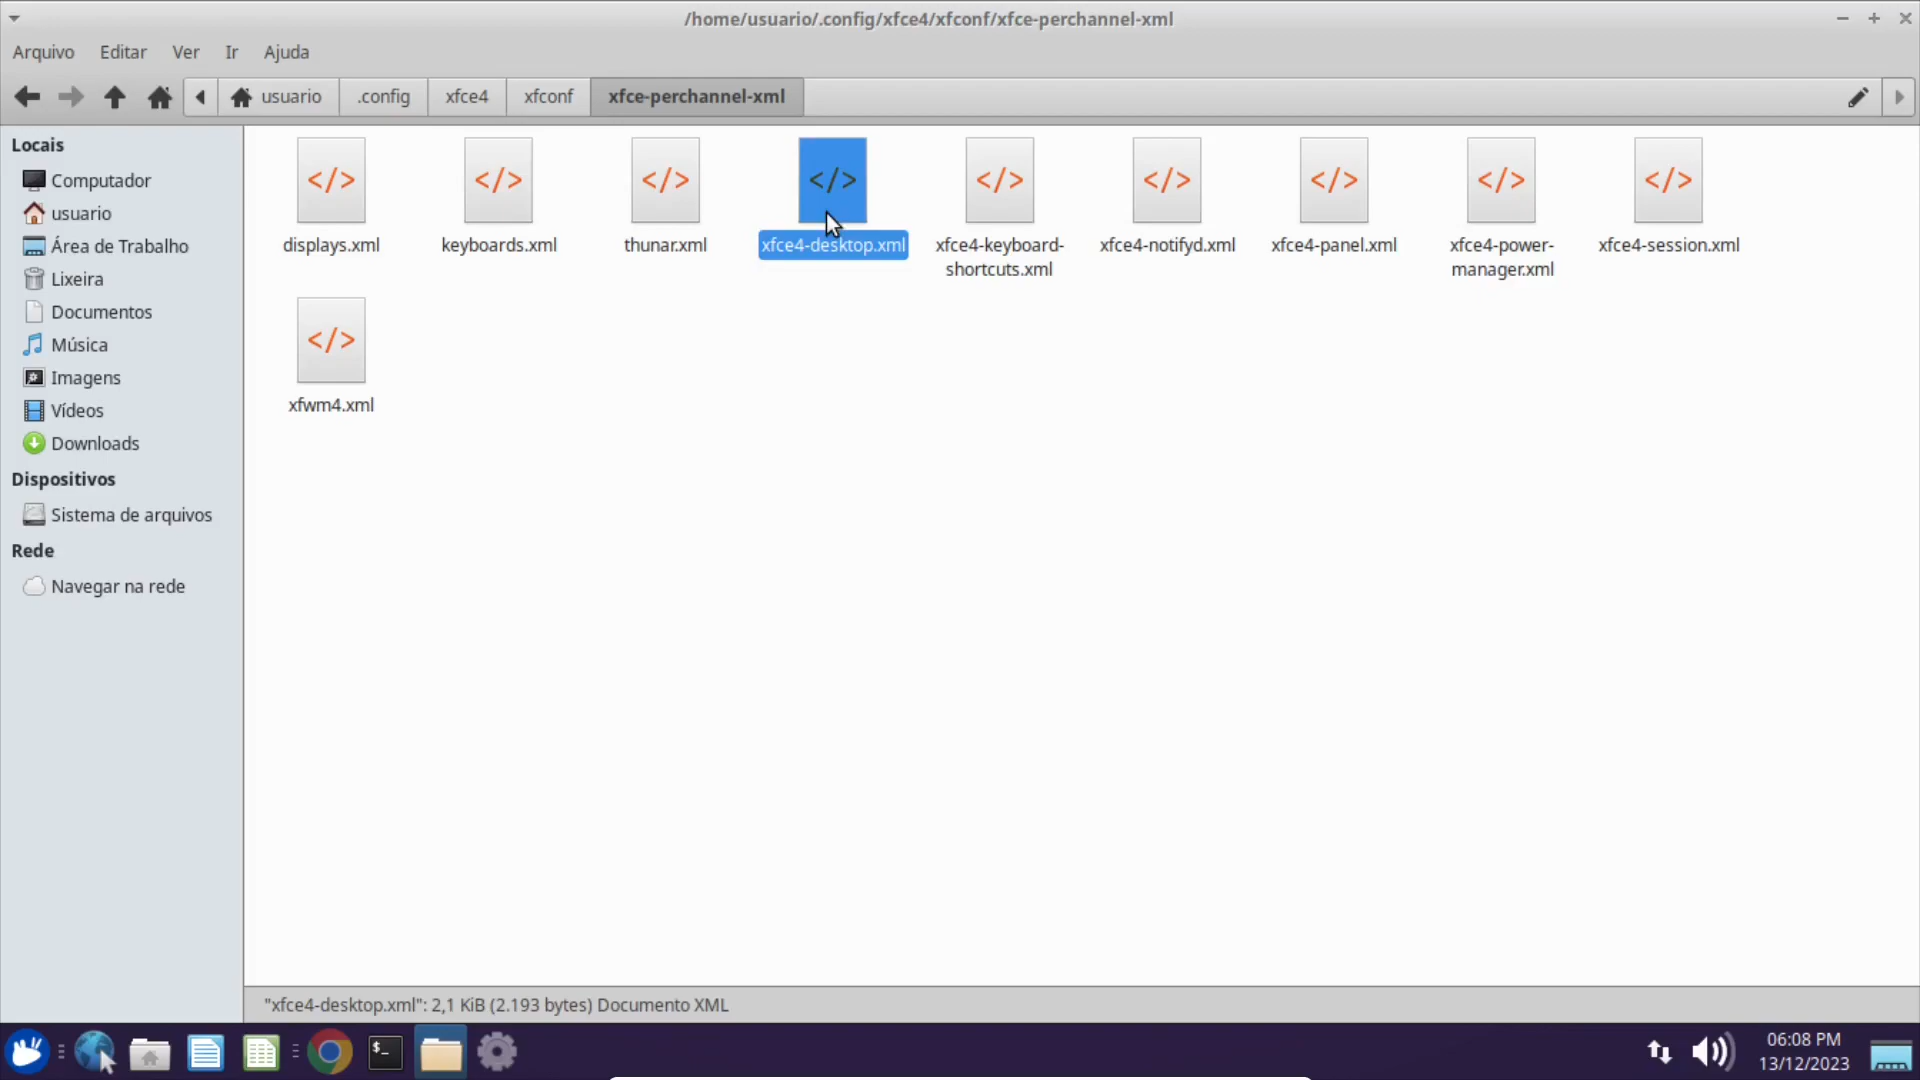 /home/usuario/.config/xfce4/xfconf/xfce-perchannel-xml
Arquivo Editar Ver Ir Ajuda
usuario .config xfce4 xfconf xfce-perchannel-xml
Locais
Computador
usuario
Área de Trabalho
Lixeira
Documentos
Música
Imagens
Vídeos
Downloads
Dispositivos
Sistema de arquivos
Rede
Navegar na rede
</> </> </> </> </> </> </> </> </>
displays.xml keyboards.xml thunar.xml xfce4-desktop.xml xfce4-keyboard- xfce4-notifyd.xml xfce4-panel.xml xfce4-power- xfce4-session.xml
shortcuts.xml manager.xml
</>
xfwm4.xml
"xfce4-desktop.xml": 2,1 KiB (2.193 bytes) Documento XML
$_
06:08 PM
13/12/2023